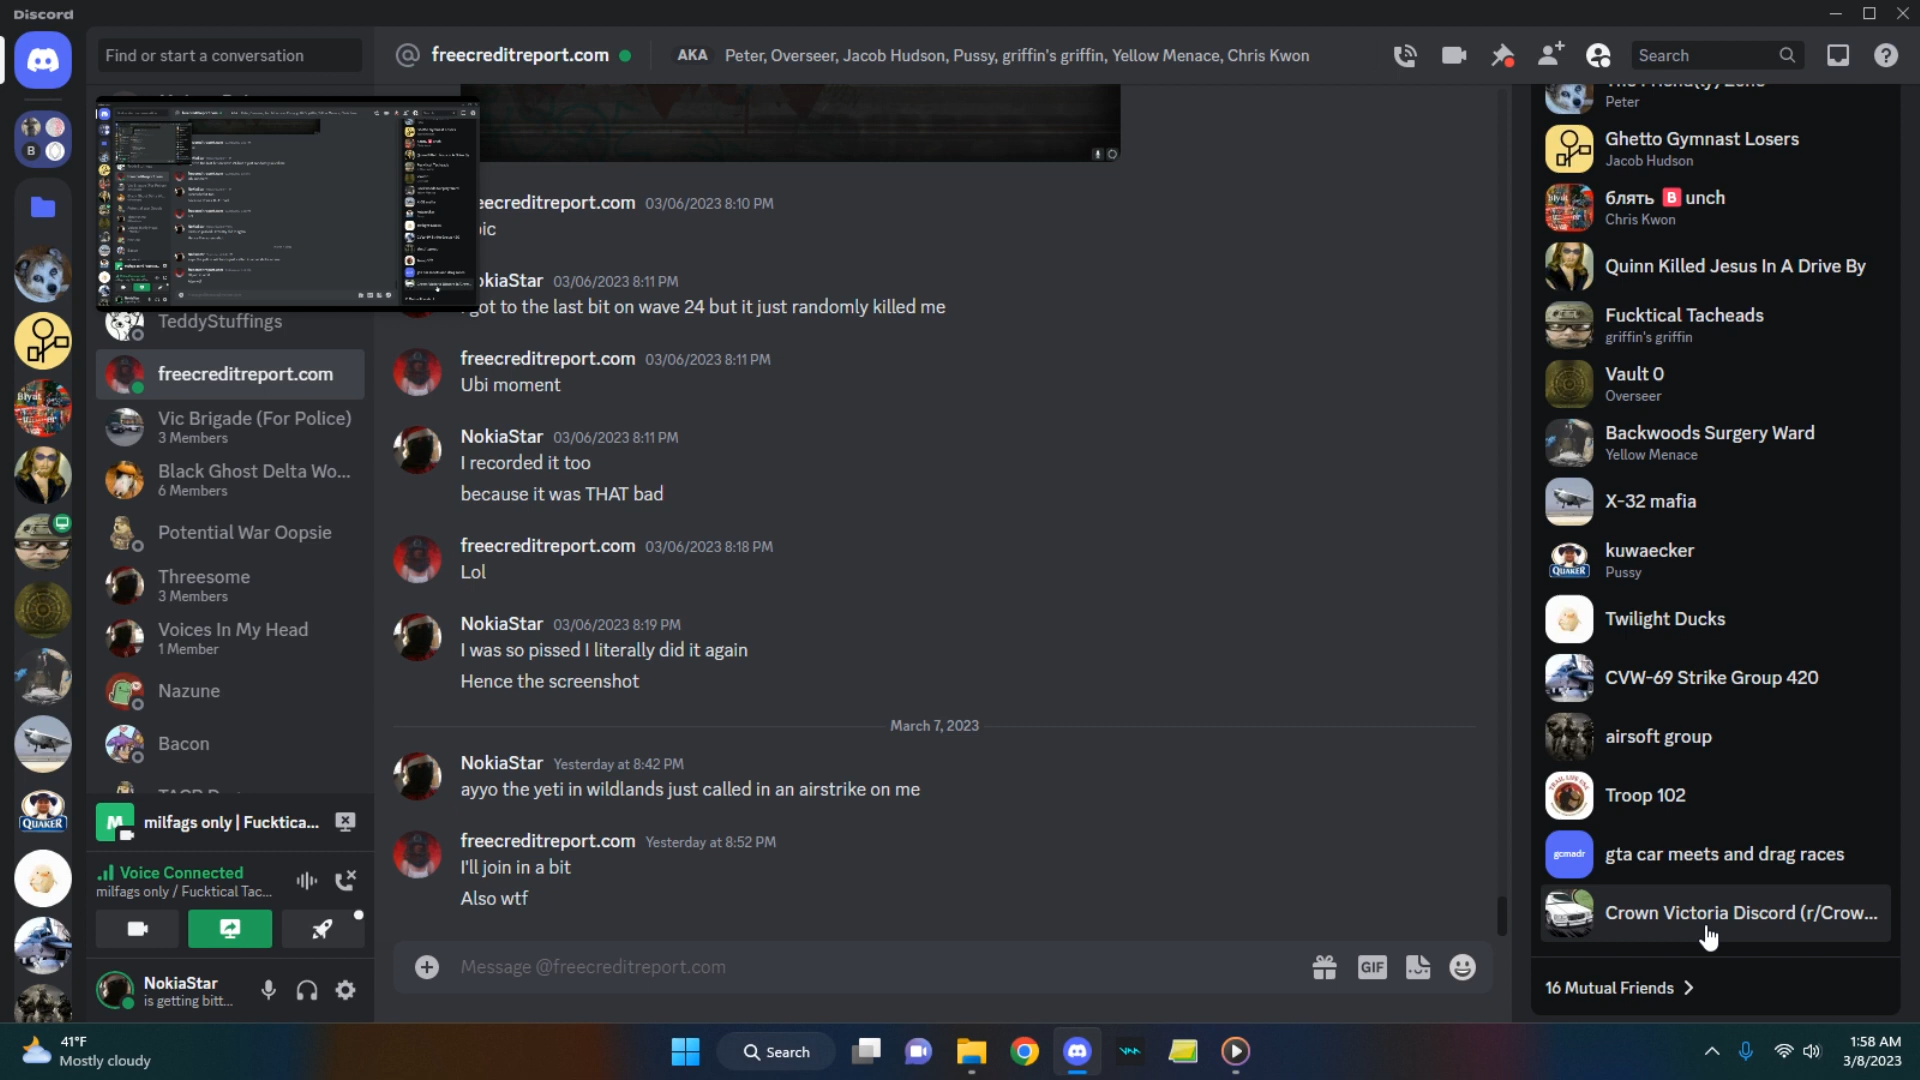 Discord
Find or start a conversation
freecreditreport.com
AKA Peter, Overseer, Jacob Hudson, Pussy, griffin's griffin, Yellow Menace, Chris Kwon
Search
TeddyStuffings
freecreditreport.com
Vic Brigade (For Police)
3 Members
Black Ghost Delta Wo...
6 Members
Potential War Oopsie
Threesome
3 Members
Voices In My Head
1 Member
Nazune
Bacon
milfags only | Fucktica...
Voice Connected
milfags only / Fucktical Tac...
NokiaStar
is getting bitt...
eecreditreport.com 03/06/2023 8:10 PM
okiaStar 03/06/2023 8:11 PM
got to the last bit on wave 24 but it just randomly killed me
freecreditreport.com 03/06/2023 8:11 PM
Ubi moment
NokiaStar 03/06/2023 8:11 PM
I recorded it too
because it was THAT bad
freecreditreport.com 03/06/2023 8:18 PM
Lol
NokiaStar 03/06/2023 8:19 PM
I was so pissed I literally did it again
Hence the screenshot
March 7, 2023
NokiaStar Yesterday at 8:42 PM
ayyo the yeti in wildlands just called in an airstrike on me
freecreditreport.com Yesterday at 8:52 PM
I'll join in a bit
Also wtf
Message @freecreditreport.com
GIF
Peter
Ghetto Gymnast Losers
Jacob Hudson
блять B unch
Chris Kwon
Quinn Killed Jesus In A Drive By
Fucktical Tacheads
griffin's griffin
Vault 0
Overseer
Backwoods Surgery Ward
Yellow Menace
X-32 mafia
QUAKER
kuwaecker
Pussy
Twilight Ducks
CVW-69 Strike Group 420
airsoft group
Troop 102
gcmadr
gta car meets and drag races
Crown Victoria Discord (r/Crow...
16 Mutual Friends
41°F
Mostly cloudy
Search
1:58 AM
3/8/2023